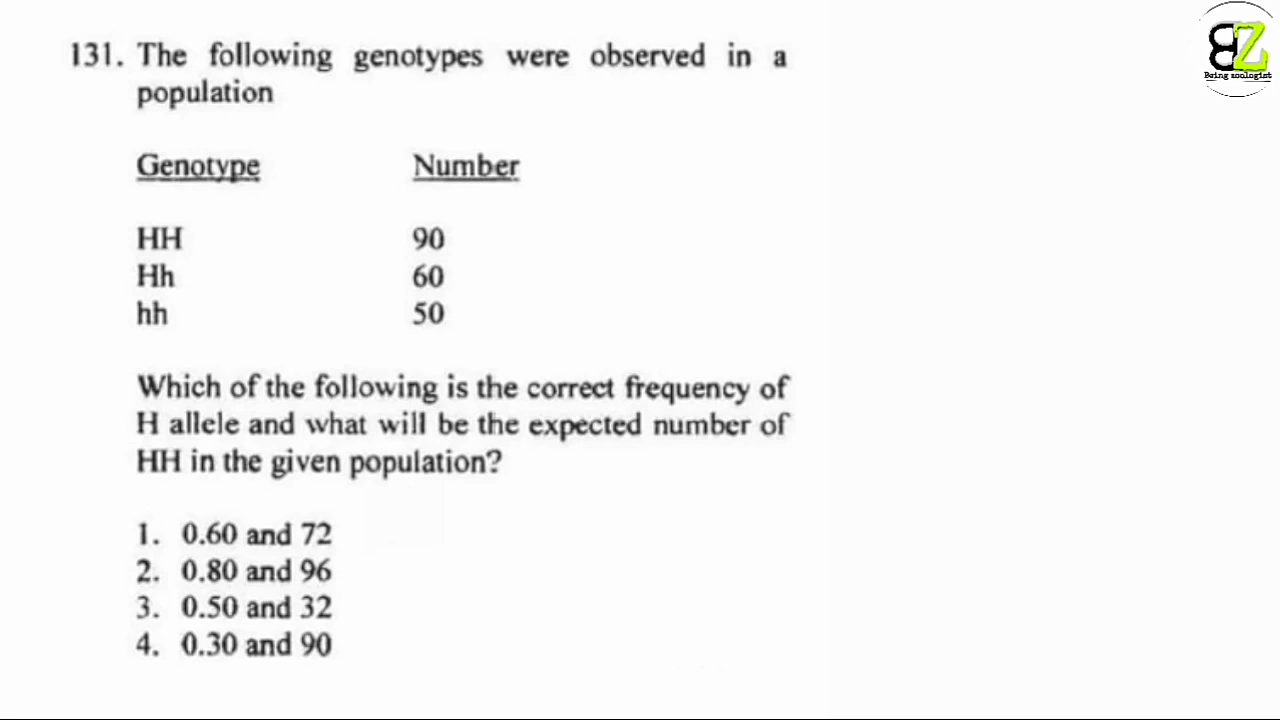 BZ
Being zoologist
131. The following genotypes were observed in a
population
Genotype Number
HH 90
Hh 60
hh 50
Which of the following is the correct frequency of
H allele and what will be the expected number of
HH in the given population?
1. 0.60 and 72
2. 0.80 and 96
3. 0.50 and 32
4. 0.30 and 90